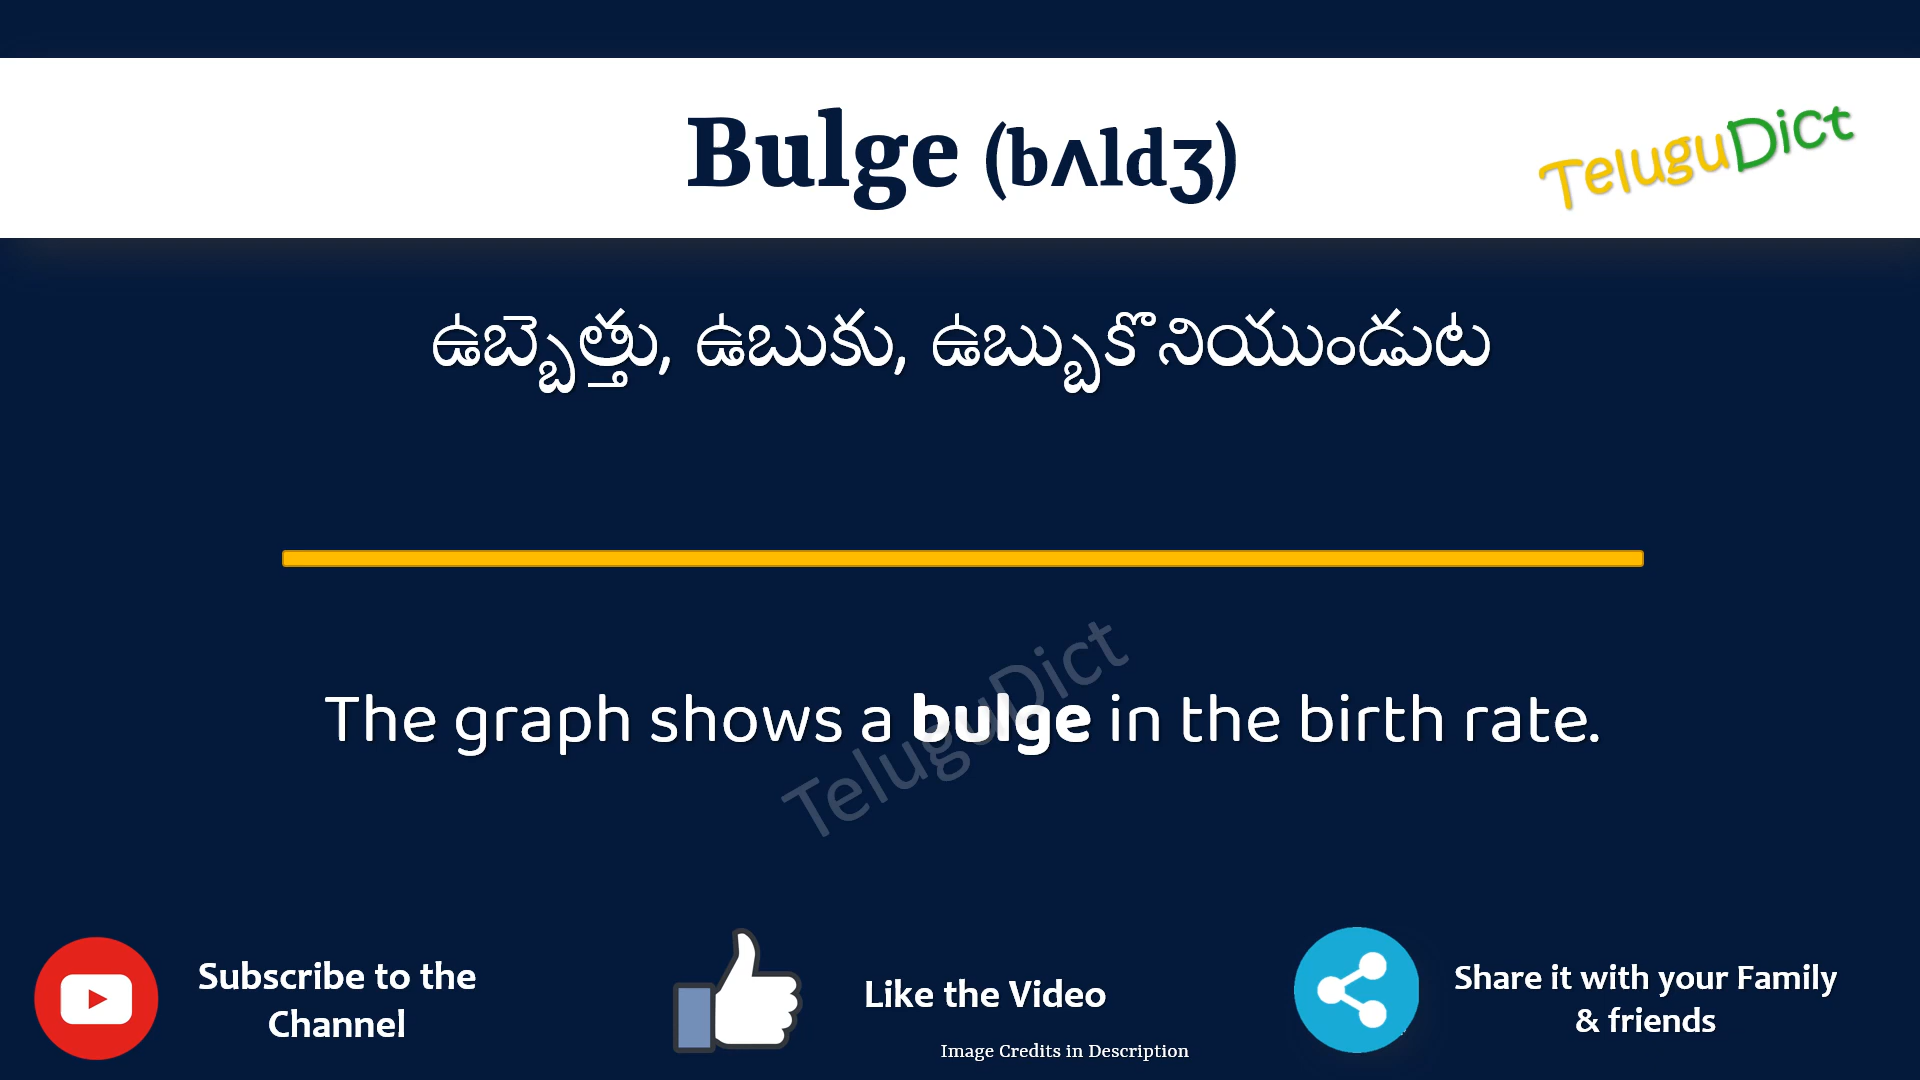 Bulge (bʌldʒ)
TeluguDict
ఉబ్బెత్తు, ఉబుకు, ఉబ్బుకొనియుండుట
The graph shows a bulge in the birth rate.
TeluguDict
Subscribe to the
Channel
Like the Video
Share it with your Family
& friends
Image Credits in Description